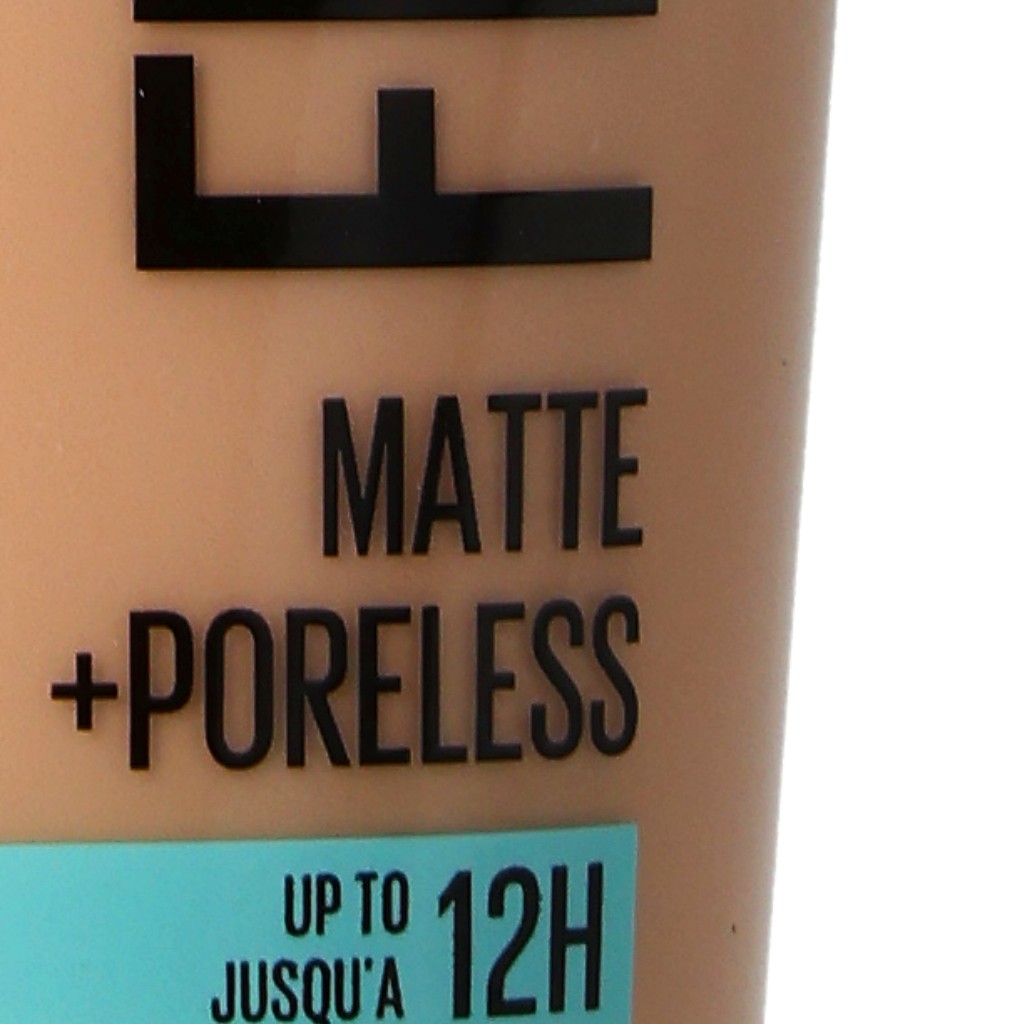 F
MATTE
+PORELESS
UP TO 12H
JUSQU'A